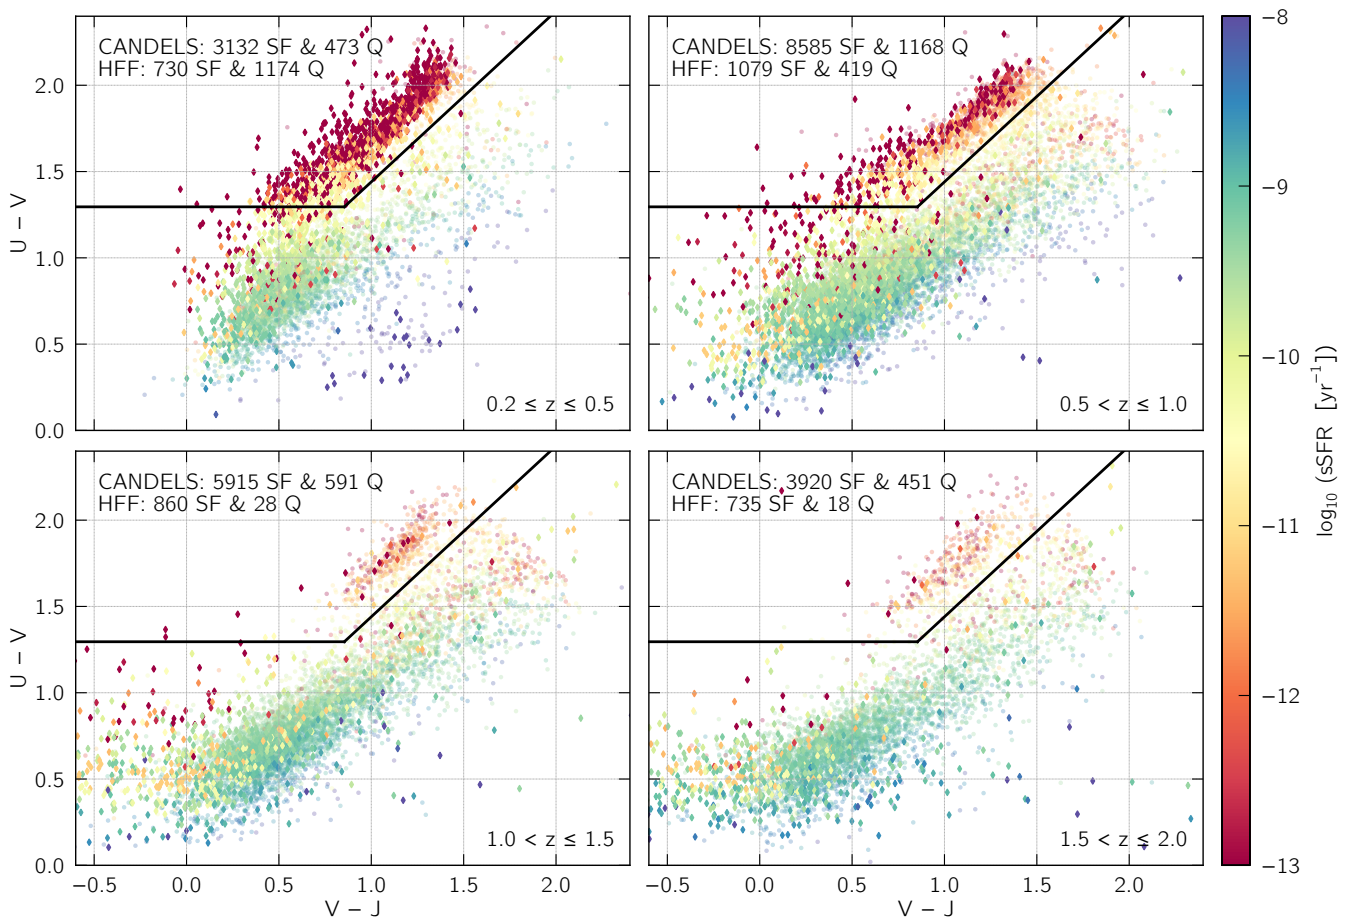 CANDELS: 3132 SF & 473 Q
HFF: 730 SF & 1174 Q
0.2 ≤ z ≤ 0.5
2.0
1.5
1.0
0.5
0.0
U − V
CANDELS: 8585 SF & 1168 Q
HFF: 1079 SF & 419 Q
0.5 < z ≤ 1.0
CANDELS: 5915 SF & 591 Q
HFF: 860 SF & 28 Q
1.0 < z ≤ 1.5
2.0
1.5
1.0
0.5
0.0
U − V
−0.5 0.0 0.5 1.0 1.5 2.0
V − J
CANDELS: 3920 SF & 451 Q
HFF: 735 SF & 18 Q
1.5 < z ≤ 2.0
−0.5 0.0 0.5 1.0 1.5 2.0
V − J
−8
−9
−10
−11
−12
−13
log₁₀ (sSFR [yr⁻¹])